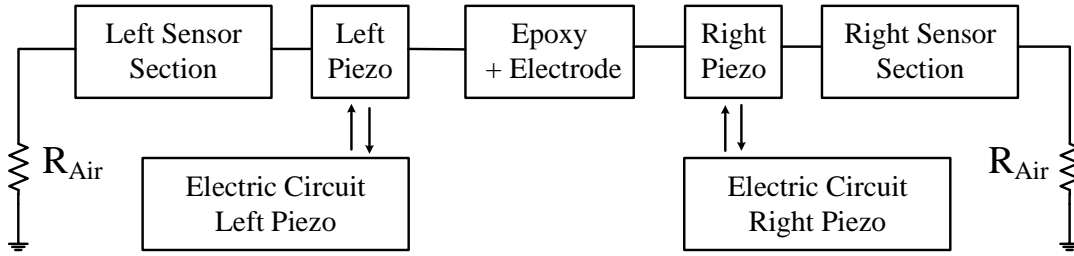 Left Sensor
Section
Left
Piezo
Epoxy
+ Electrode
Right
Piezo
Right Sensor
Section
R_Air
R_Air
Electric Circuit
Left Piezo
Electric Circuit
Right Piezo